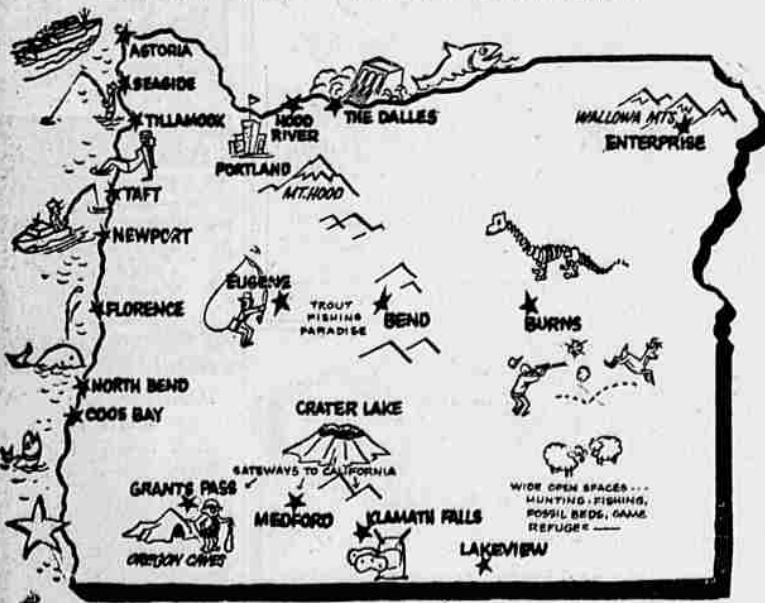 ASTORIA
SEASIDE
TILLAMOOK
HOOD
RIVER
THE DALLES
WALLOWA MTS.
ENTERPRISE
PORTLAND
MT. HOOD
TAFT
NEWPORT
EUGENE
FLORENCE
TROUT
FISHING
PARADISE
BEND
BURNS
NORTH BEND
COOS BAY
CRATER LAKE
GATEWAYS TO CALIFORNIA
GRANTS PASS
MEDFORD
KLAMATH FALLS
OREGON CAVES
LAKEVIEW
WIDE OPEN SPACES ---
HUNTING - FISHING,
FOSSIL BEDS, GAME
REFUGES ——